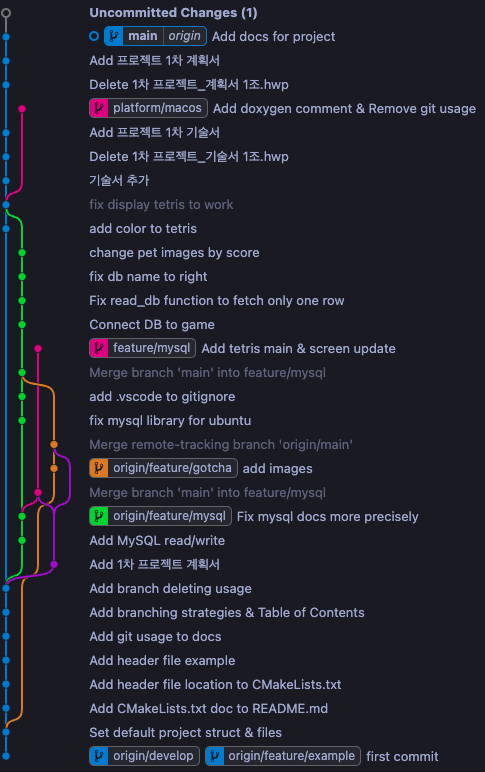 Uncommitted Changes (1)
main origin Add docs for project
Add 프로젝트 1차 계획서
Delete 1차 프로젝트_계획서 1조.hwp
platform/macos Add doxygen comment & Remove git usage
Add 프로젝트 1차 기술서
Delete 1차 프로젝트_기술서 1조.hwp
기술서 추가
fix display tetris to work
add color to tetris
change pet images by score
fix db name to right
Fix read_db function to fetch only one row
Connect DB to game
feature/mysql Add tetris main & screen update
Merge branch 'main' into feature/mysql
add .vscode to gitignore
fix mysql library for ubuntu
Merge remote-tracking branch 'origin/main'
origin/feature/gotcha add images
Merge branch 'main' into feature/mysql
origin/feature/mysql Fix mysql docs more precisely
Add MySQL read/write
Add 1차 프로젝트 계획서
Add branch deleting usage
Add branching strategies & Table of Contents
Add git usage to docs
Add header file example
Add header file location to CMakeLists.txt
Add CMakeLists.txt doc to README.md
Set default project struct & files
origin/develop origin/feature/example first commit